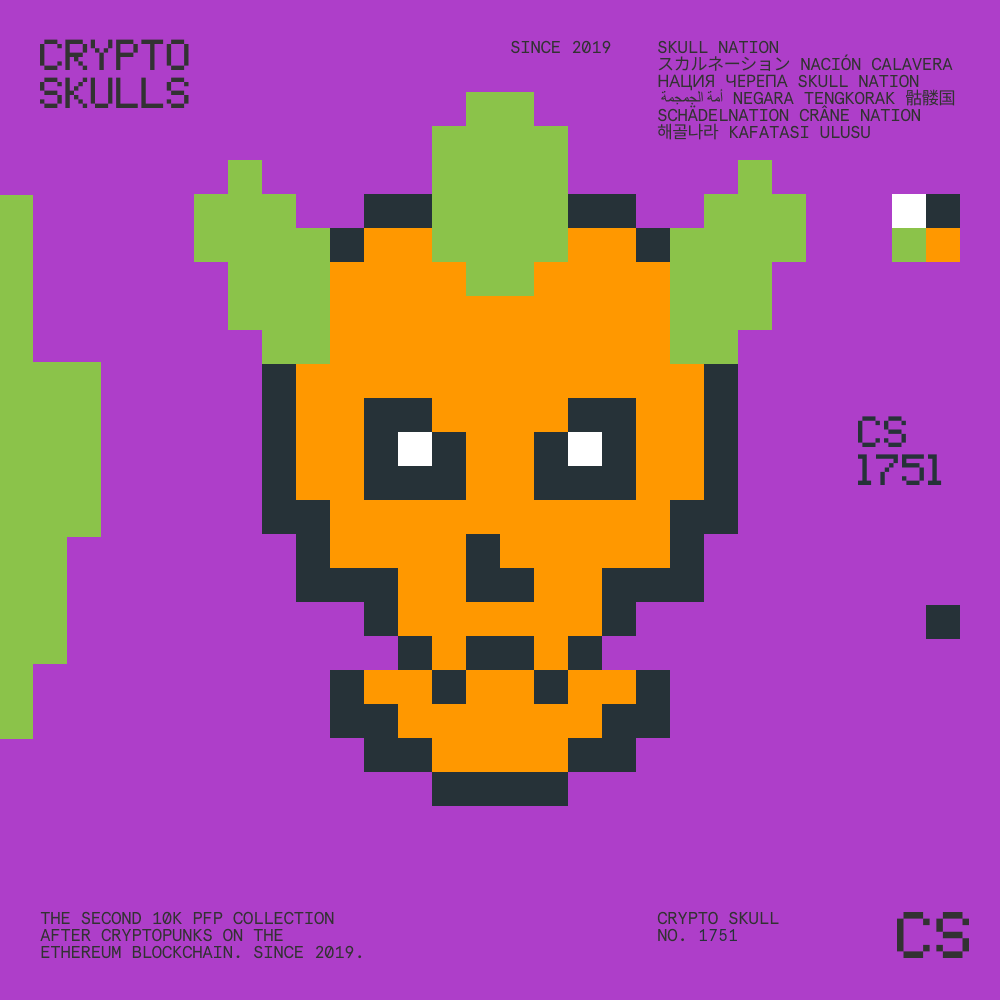 CRYPTO
SKULLS
SINCE 2019
SKULL NATION
スカルネーション NACIÓN CALAVERA
НАЦИЯ ЧЕРЕПА SKULL NATION
أمة الجمجمة NEGARA TENGKORAK 骷髅国
SCHÄDELNATION CRÂNE NATION
해골나라 KAFATASI ULUSU
CS
1751
THE SECOND 10K PFP COLLECTION
AFTER CRYPTOPUNKS ON THE
ETHEREUM BLOCKCHAIN. SINCE 2019.
CRYPTO SKULL
NO. 1751
CS